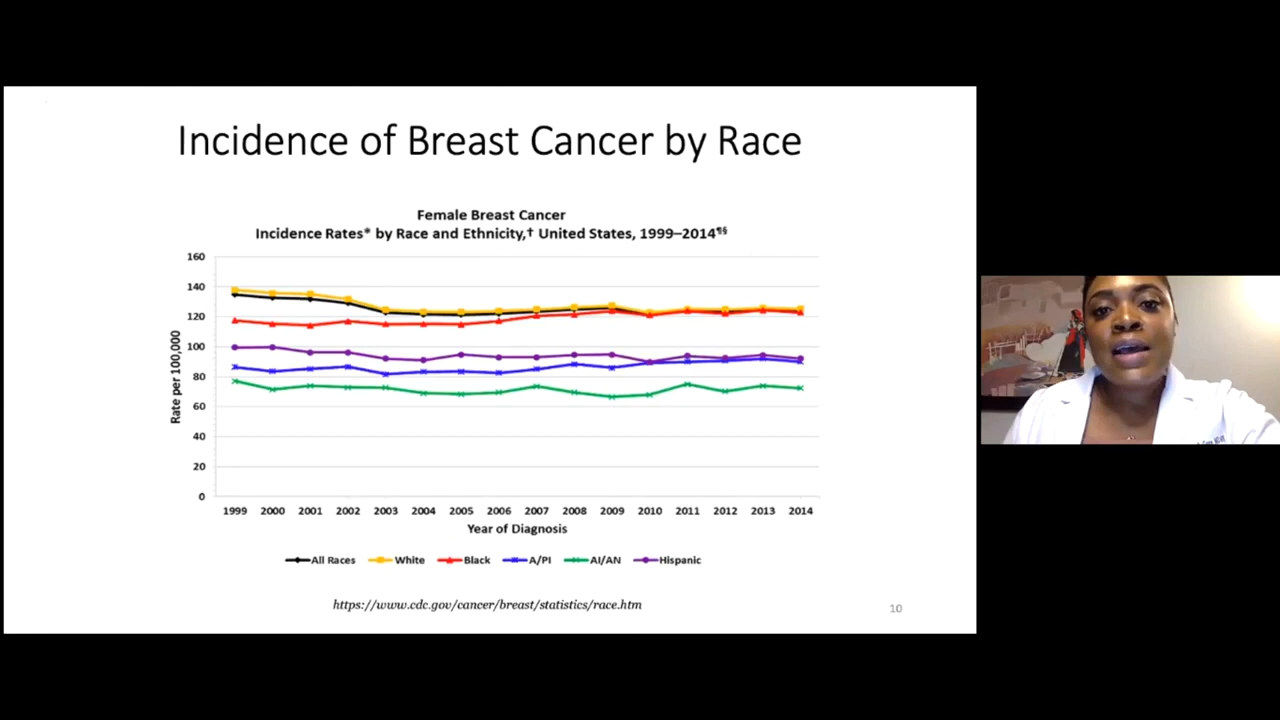 Incidence of Breast Cancer by Race
Female Breast Cancer
Incidence Rates* by Race and Ethnicity,† United States, 1999–2014¶§
Rate per 100,000
160
140
120
100
80
60
40
20
0
1999 2000 2001 2002 2003 2004 2005 2006 2007 2008 2009 2010 2011 2012 2013 2014
Year of Diagnosis
All Races White Black A/PI AI/AN Hispanic
https://www.cdc.gov/cancer/breast/statistics/race.htm
10